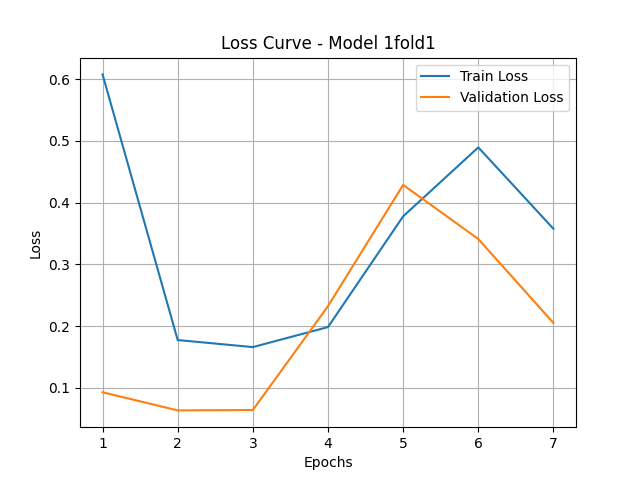 Loss Curve - Model 1fold1
Train Loss
Validation Loss
0.6
0.5
0.4
0.3
0.2
0.1
Loss
1 2 3 4 5 6 7
Epochs